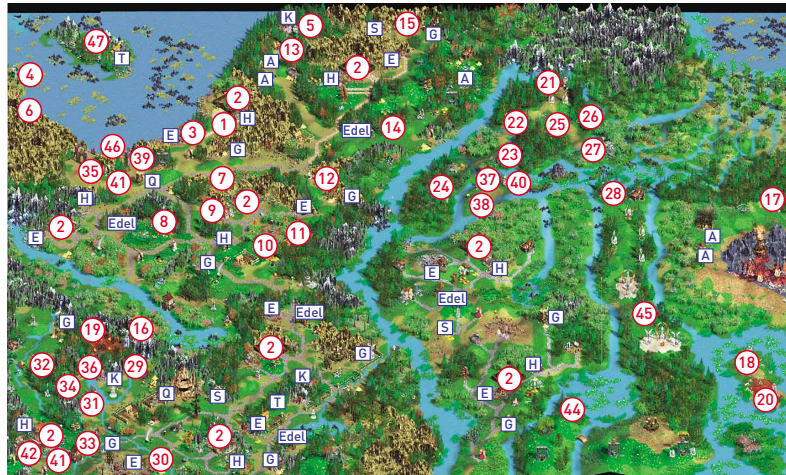 K 5 S 15 G
47 T
13 A A
H 2 E A
4
6
2 H 1 E 3 G
Edel 14
21
22 25 26
23 27
46 39 35 41 Q H
7 12 G E
24 37 40 38 28 17
2 E Edel 8 9 2 H 10 11 G
2 E H Edel S
A A
G 19 16
E Edel
2 G
45
G H
32 36 29 K 34 31
Q S K T
2 E G
18 20
44
H 2 42 41 33 G E 30
2 E Edel H G